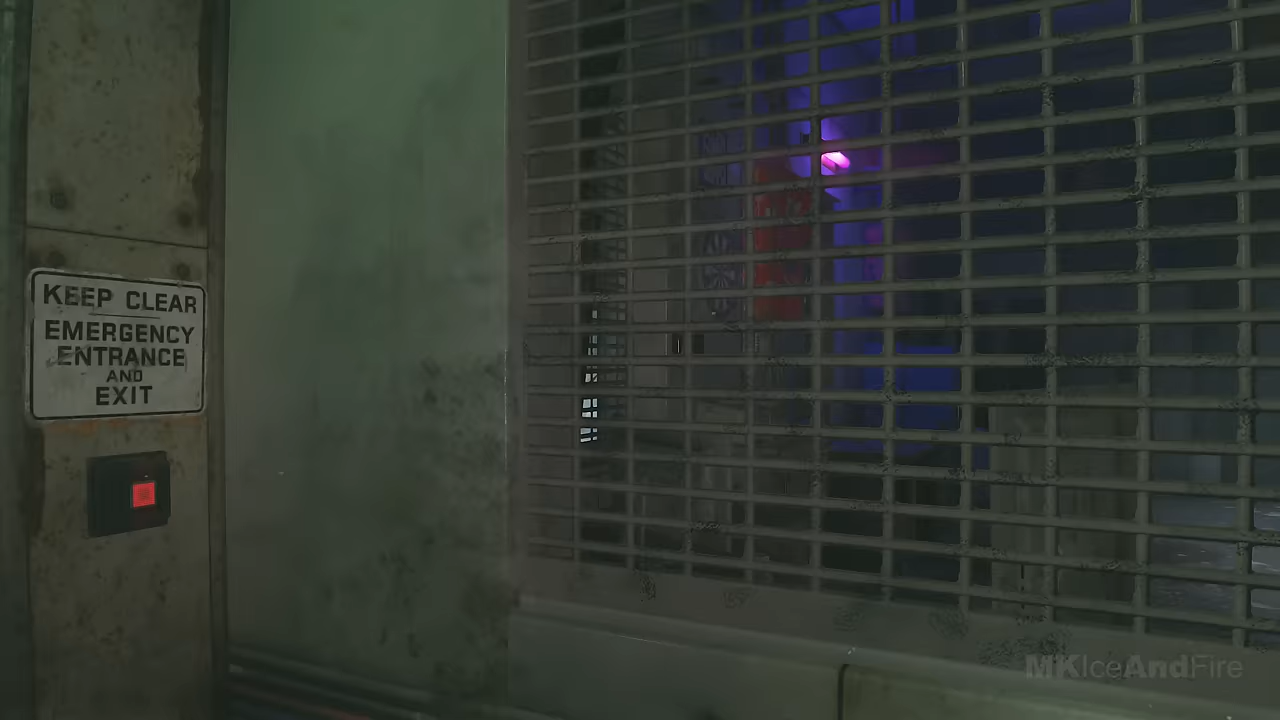 KEEP CLEAR
EMERGENCY
ENTRANCE
AND
EXIT
MKIceAndFire